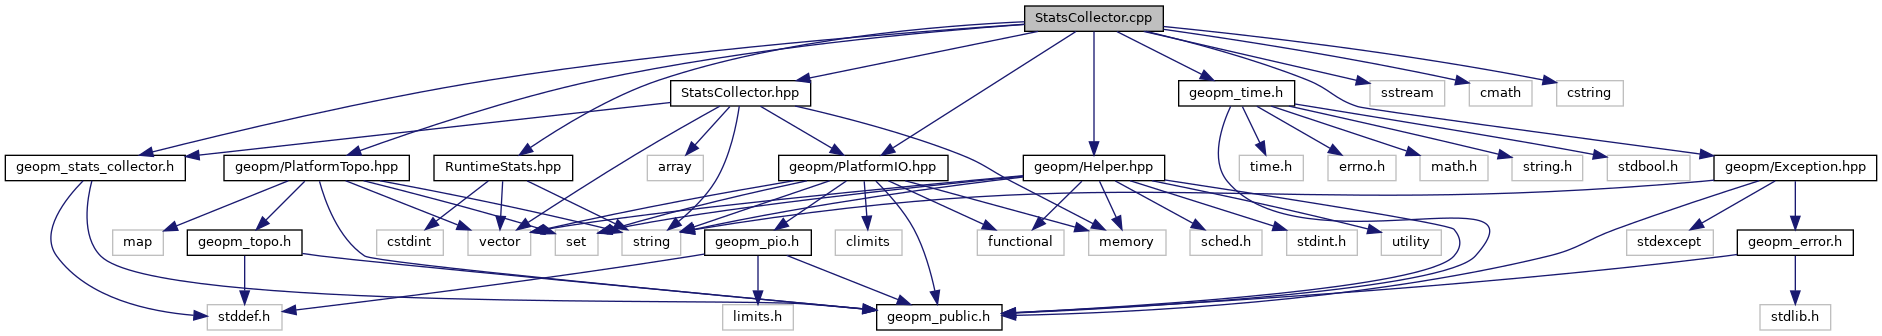 StatsCollector.cpp
StatsCollector.hpp
geopm_time.h
sstream
cmath
cstring
geopm_stats_collector.h
geopm/PlatformTopo.hpp
RuntimeStats.hpp
array
geopm/PlatformIO.hpp
geopm/Helper.hpp
time.h
errno.h
math.h
string.h
stdbool.h
geopm/Exception.hpp
map
geopm_topo.h
cstdint
vector
set
string
geopm_pio.h
climits
functional
memory
sched.h
stdint.h
utility
stdexcept
geopm_error.h
stddef.h
limits.h
geopm_public.h
stdlib.h